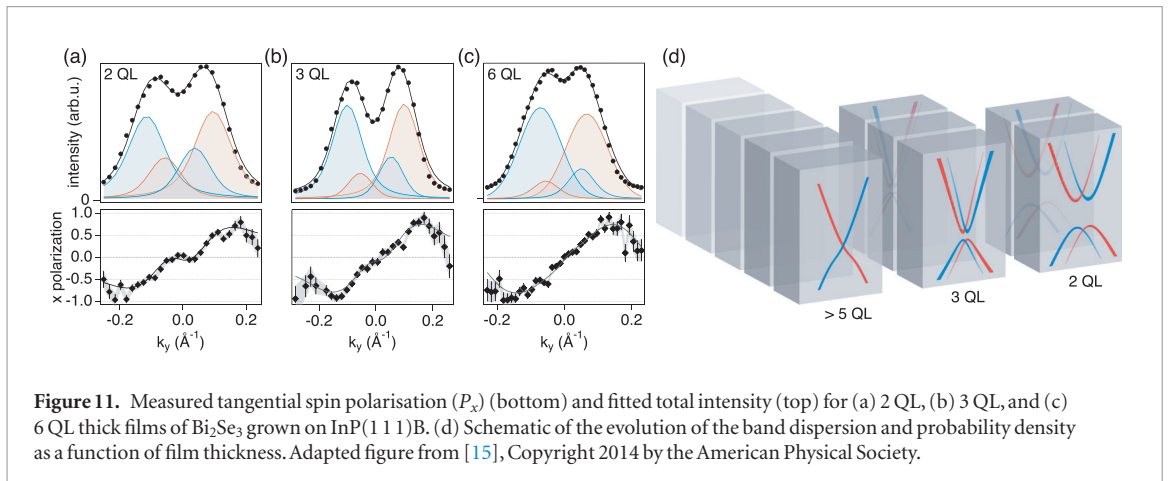 (a)
(b)
(c)
(d)
2 QL
3 QL
6 QL
intensity (arb.u.)
0
x polarization
1.0
0.5
0.0
-0.5
-1.0
-0.2 0.0 0.2
-0.2 0.0 0.2
-0.2 0.0 0.2
k_y (Å⁻¹)
k_y (Å⁻¹)
k_y (Å⁻¹)
> 5 QL
3 QL
2 QL
Figure 11. Measured tangential spin polarisation (Pₓ) (bottom) and fitted total intensity (top) for (a) 2 QL, (b) 3 QL, and (c)
6 QL thick films of Bi₂Se₃ grown on InP(1 1 1)B. (d) Schematic of the evolution of the band dispersion and probability density
as a function of film thickness. Adapted figure from [15], Copyright 2014 by the American Physical Society.